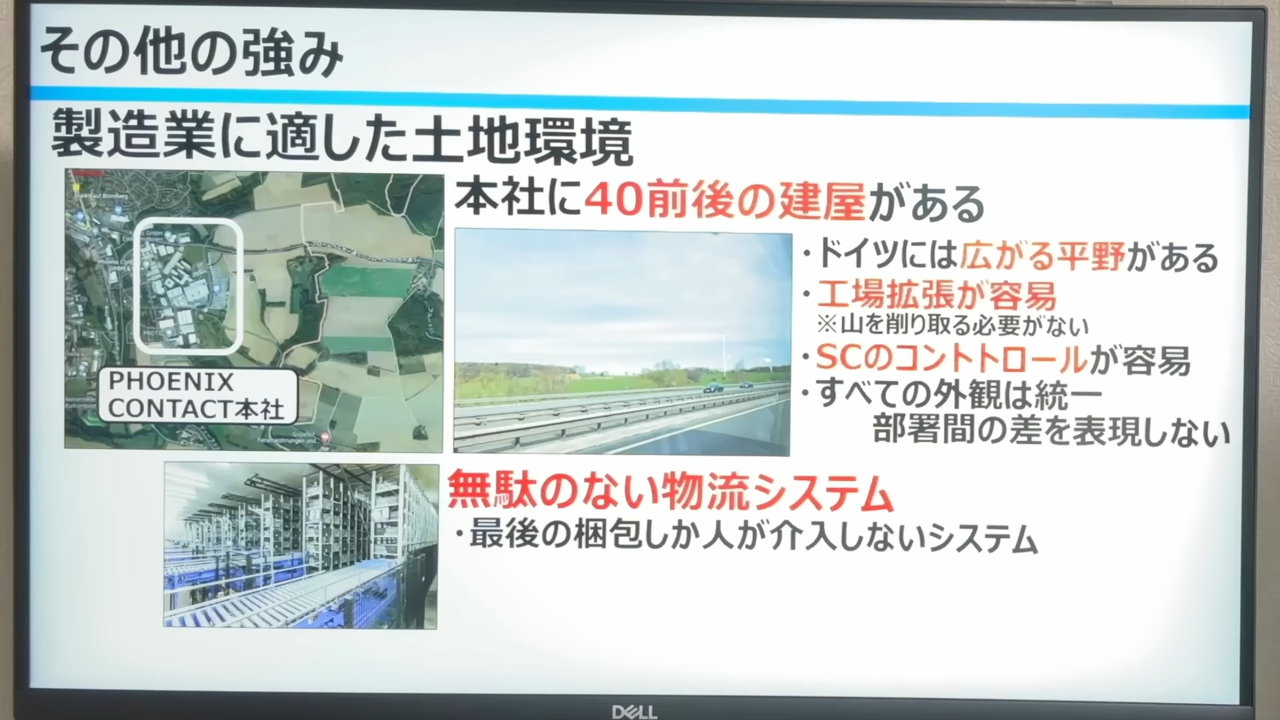 その他の強み
製造業に適した土地環境
本社に40前後の建屋がある
PHOENIX
CONTACT本社
・ドイツには広がる平野がある
・工場拡張が容易
※山を削り取る必要がない
・SCのコントトロールが容易
・すべての外観は統一
部署間の差を表現しない
無駄のない物流システム
・最後の梱包しか人が介入しないシステム
DELL